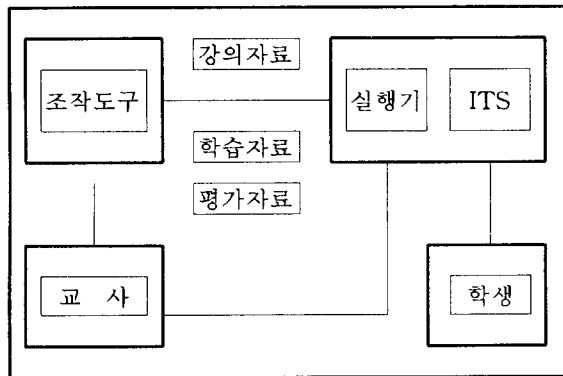 강의자료
조작도구
실행기
ITS
학습자료
평가자료
교 사
학생